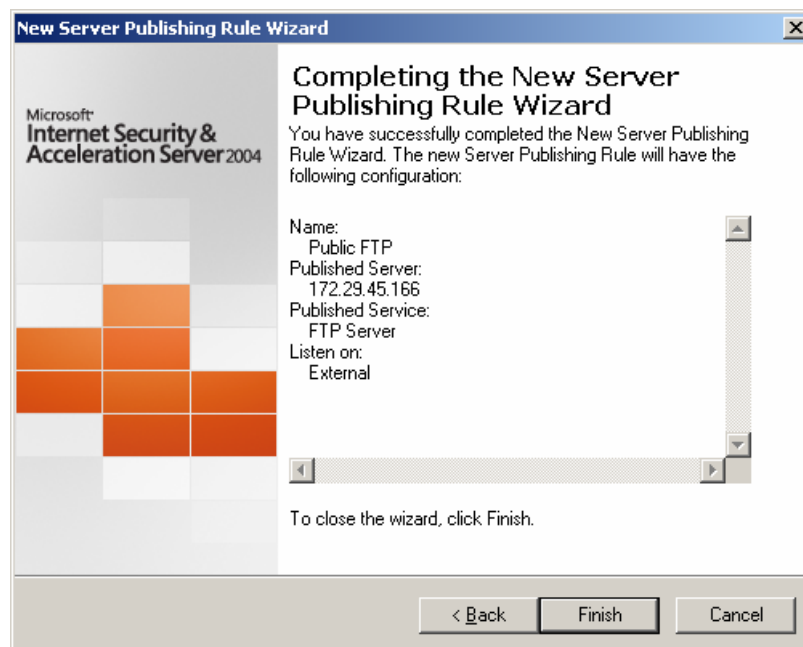 New Server Publishing Rule Wizard
Microsoft
Internet Security &
Acceleration Server 2004
Completing the New Server
Publishing Rule Wizard
You have successfully completed the New Server Publishing
Rule Wizard. The new Server Publishing Rule will have the
following configuration:
Name:
Public FTP
Published Server:
172.29.45.166
Published Service:
FTP Server
Listen on:
External
To close the wizard, click Finish.
< Back
Finish
Cancel